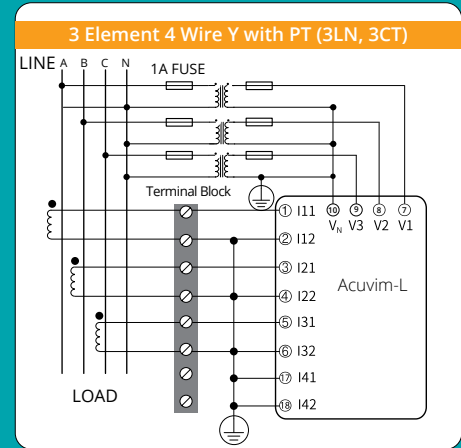 3 Element 4 Wire Y with PT (3LN, 3CT)
LINE A B C N
1A FUSE
Terminal Block
① I11
② I12
③ I21
④ I22
⑤ I31
⑥ I32
⑰ I41
⑱ I42
⑩ ⑨ ⑧ ⑦
VN V3 V2 V1
Acuvim-L
LOAD